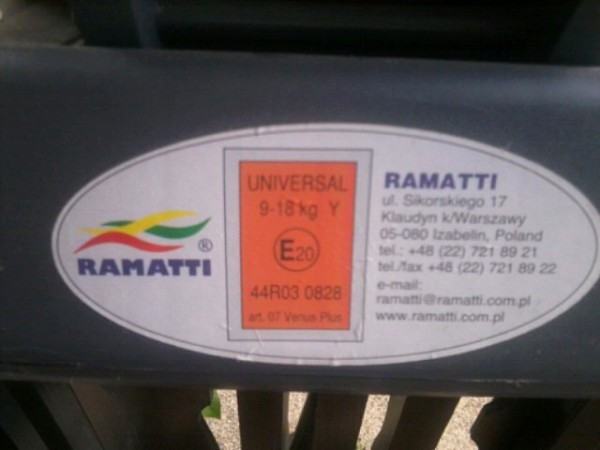 RAMATTI ®
UNIVERSAL
9-18 kg Y
E20
44R03 0828
art. 07 Venus Plus
RAMATTI
ul. Sikorskiego 17
Klaudyn k/Warszawy
05-080 Izabelin, Poland
tel.: +48 (22) 721 89 21
tel./fax +48 (22) 721 89 22
e-mail:
ramatti@ramatti.com.pl
www.ramatti.com.pl